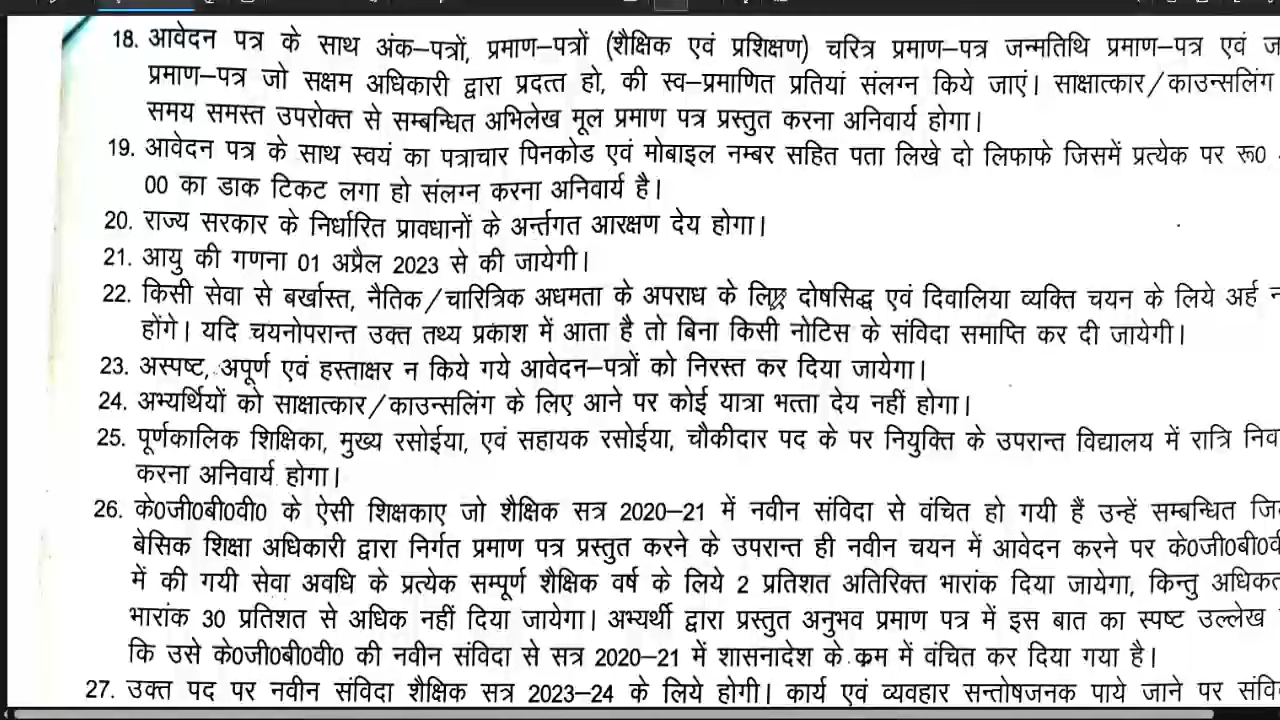 18. आवेदन पत्र के साथ अंक–पत्रों, प्रमाण–पत्रों (शैक्षिक एवं प्रशिक्षण) चरित्र प्रमाण–पत्र जन्मतिथि प्रमाण–पत्र एवं
प्रमाण–पत्र जो सक्षम अधिकारी द्वारा प्रदत्त हो, की स्व–प्रमाणित प्रतियां संलग्न किये जाएं। साक्षात्कार/काउन्सलिंग
समय समस्त उपरोक्त से सम्बन्धित अभिलेख मूल प्रमाण पत्र प्रस्तुत करना अनिवार्य होगा।
19. आवेदन पत्र के साथ स्वयं का पत्राचार पिनकोड एवं मोबाइल नम्बर सहित पता लिखे दो लिफाफे जिसमें प्रत्येक पर रू0
00 का डाक टिकट लगा हो संलग्न करना अनिवार्य है।
20. राज्य सरकार के निर्धारित प्रावधानों के अर्न्तगत आरक्षण देय होगा।
21. आयु की गणना 01 अप्रैल 2023 से की जायेगी।
22. किसी सेवा से बर्खास्त, नैतिक/चारित्रिक अधमता के अपराध के लिए दोषसिद्ध एवं दिवालिया व्यक्ति चयन के लिये अर्ह
होंगे। यदि चयनोपरान्त उक्त तथ्य प्रकाश में आता है तो बिना किसी नोटिस के संविदा समाप्ति कर दी जायेगी।
23. अस्पष्ट, अपूर्ण एवं हस्ताक्षर न किये गये आवेदन–पत्रों को निरस्त कर दिया जायेगा।
24. अभ्यर्थियों को साक्षात्कार/काउन्सलिंग के लिए आने पर कोई यात्रा भत्ता देय नहीं होगा।
25. पूर्णकालिक शिक्षिका, मुख्य रसोईया, एवं सहायक रसोईया, चौकीदार पद के पर नियुक्ति के उपरान्त विद्यालय में रात्रि
करना अनिवार्य होगा।
26. के0जी0बी0वी0 के ऐसी शिक्षकाए जो शैक्षिक सत्र 2020–21 में नवीन संविदा से वंचित हो गयी हैं उन्हें सम्बन्धित
बेसिक शिक्षा अधिकारी द्वारा निर्गत प्रमाण पत्र प्रस्तुत करने के उपरान्त ही नवीन चयन में आवेदन करने पर के0जी0बी0
में की गयी सेवा अवधि के प्रत्येक सम्पूर्ण शैक्षिक वर्ष के लिये 2 प्रतिशत अतिरिक्त भारांक दिया जायेगा, किन्तु
भारांक 30 प्रतिशत से अधिक नहीं दिया जायेगा। अभ्यर्थी द्वारा प्रस्तुत अनुभव प्रमाण पत्र में इस बात का स्पष्ट उल्लेख
कि उसे के0जी0बी0वी0 की नवीन संविदा से सत्र 2020–21 में शासनादेश के क्रम में वंचित कर दिया गया है।
27. उक्त पद पर नवीन संविदा शैक्षिक सत्र 2023–24 के लिये होगी। कार्य एवं व्यवहार सन्तोषजनक पाये जाने पर